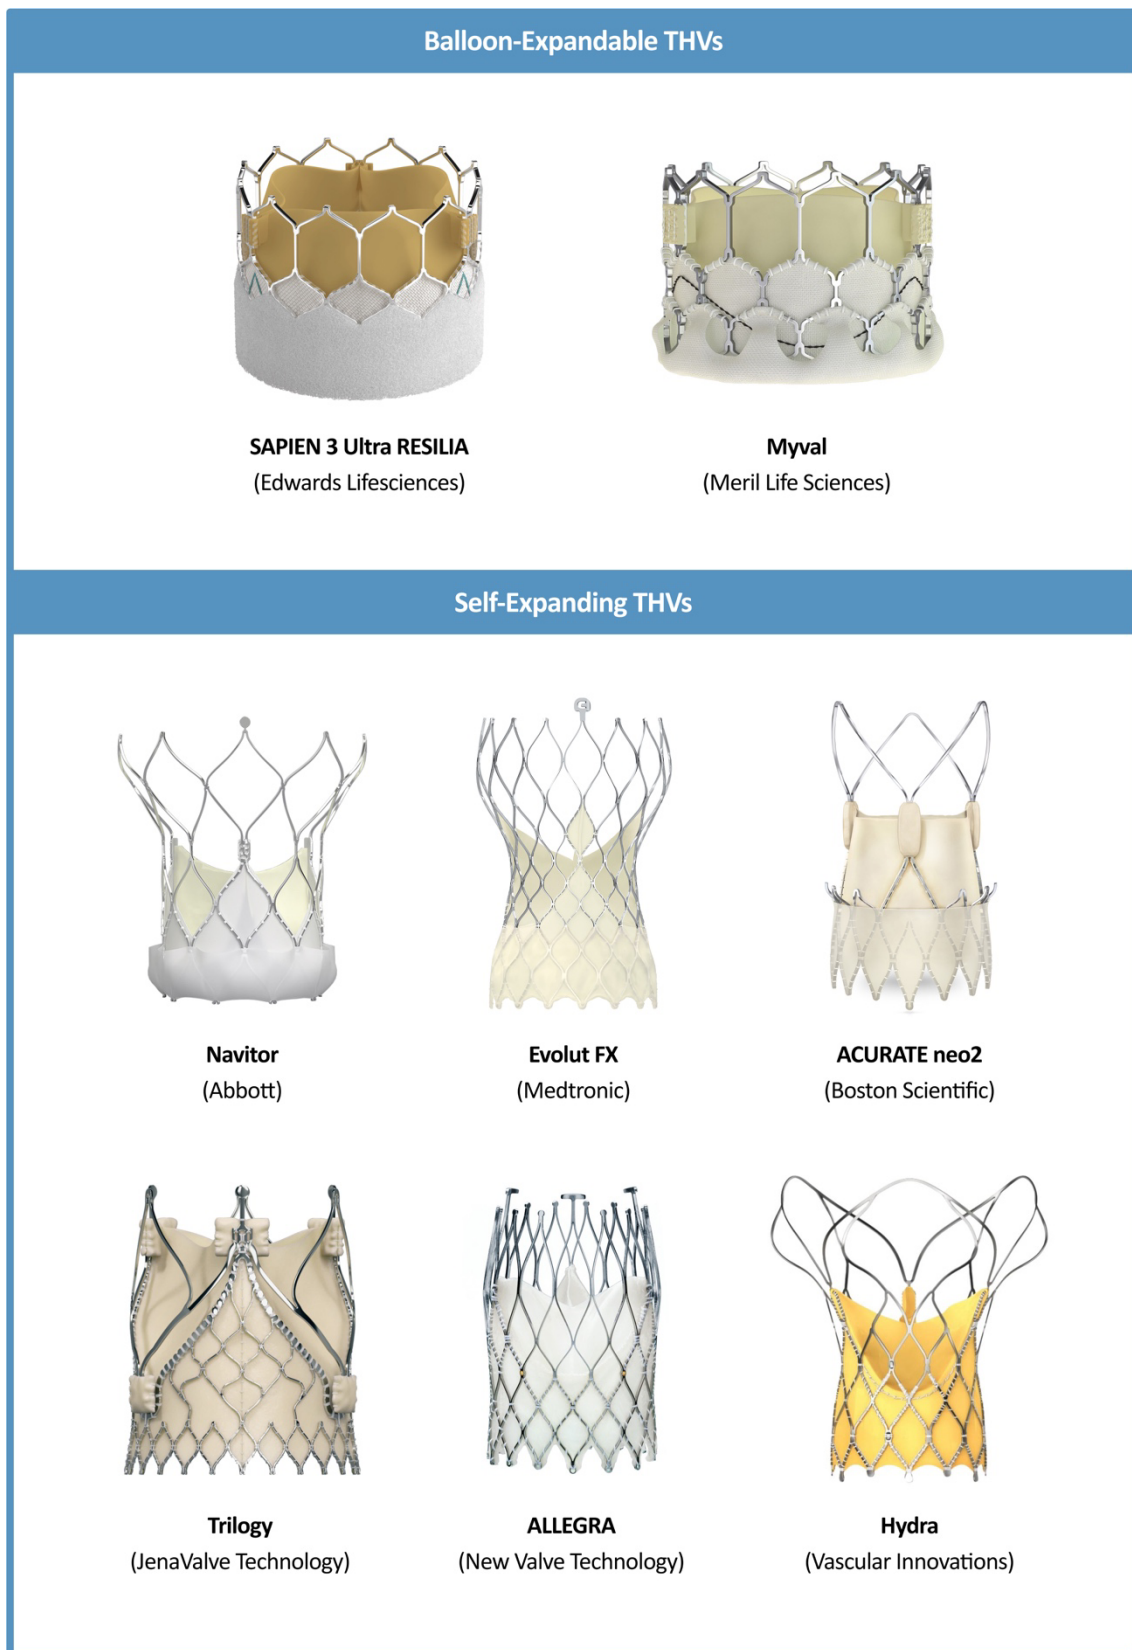 Balloon-Expandable THVs
SAPIEN 3 Ultra RESILIA
(Edwards Lifesciences)
Myval
(Meril Life Sciences)
Self-Expanding THVs
Navitor
(Abbott)
Evolut FX
(Medtronic)
ACURATE neo2
(Boston Scientific)
Trilogy
(JenaValve Technology)
ALLEGRA
(New Valve Technology)
Hydra
(Vascular Innovations)